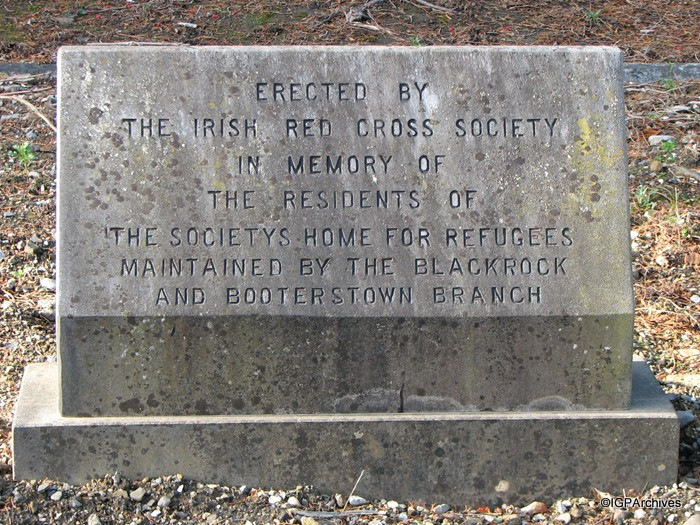 ERECTED BY
THE IRISH RED CROSS SOCIETY
IN MEMORY OF
THE RESIDENTS OF
'THE SOCIETYS HOME FOR REFUGEES
MAINTAINED BY THE BLACKROCK
AND BOOTERSTOWN BRANCH
©IGPArchives